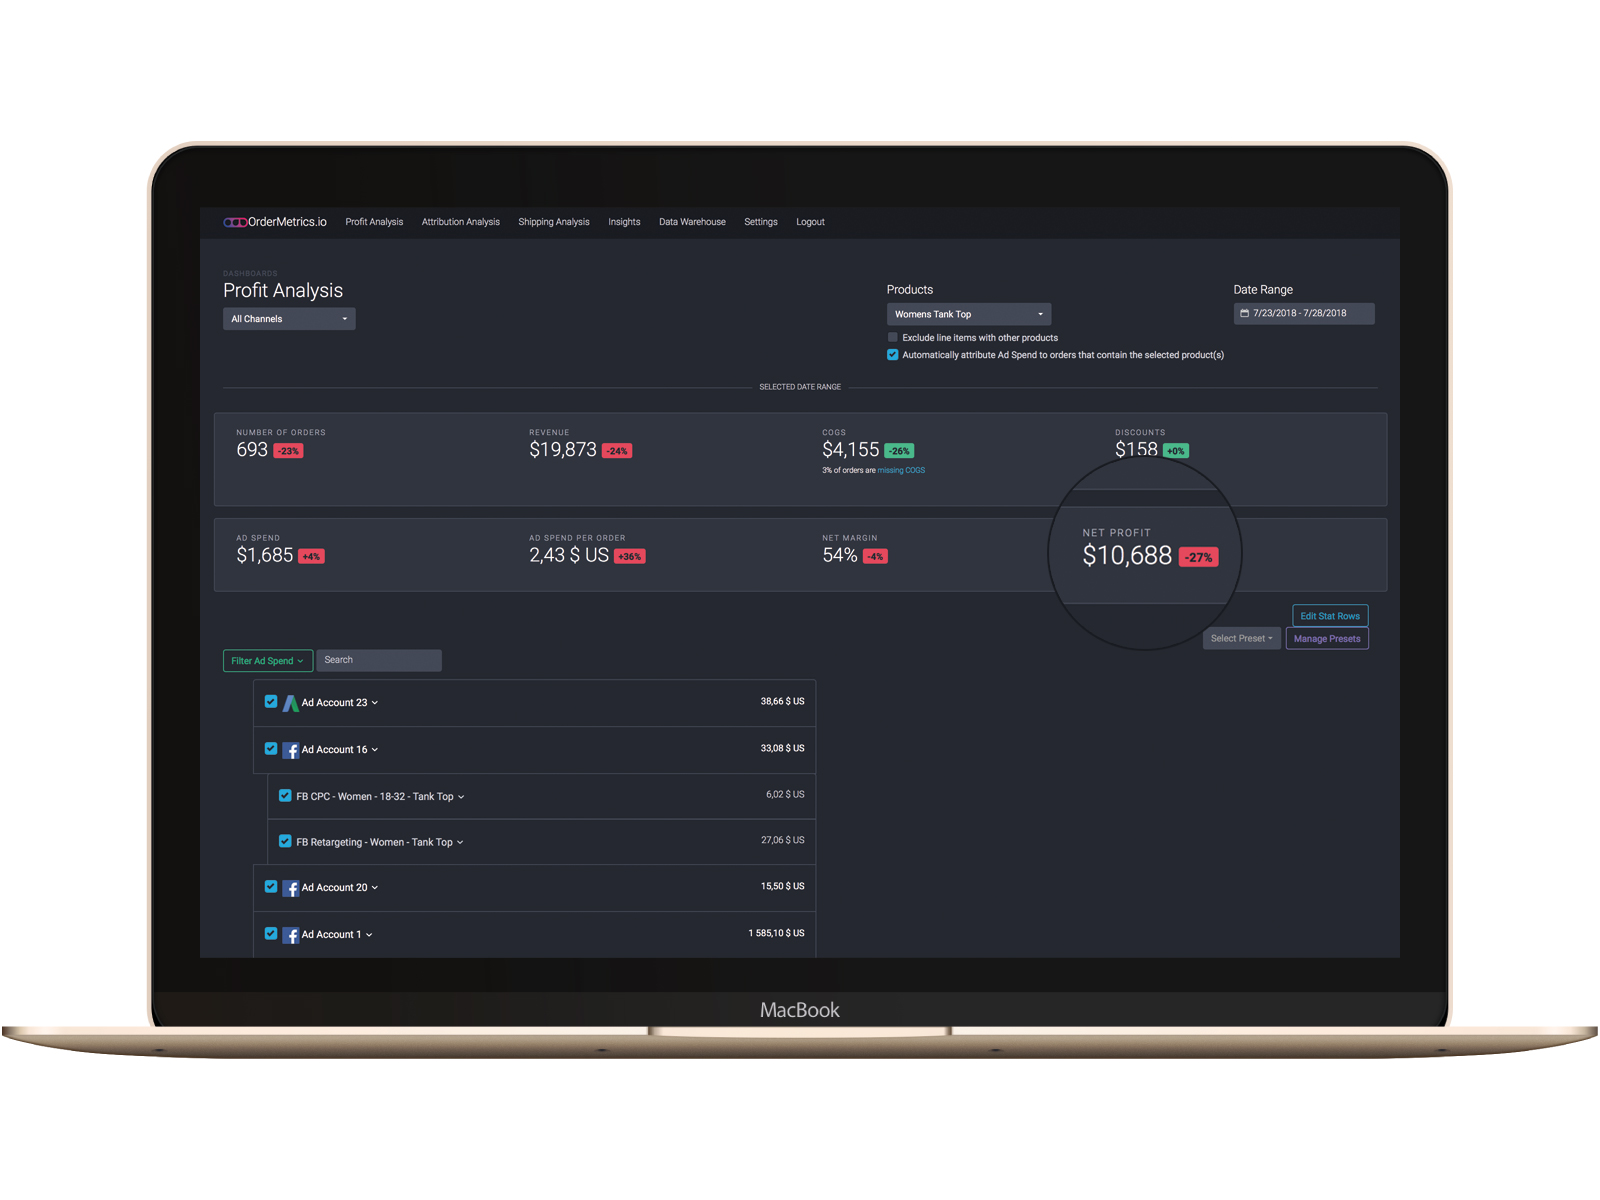 OrderMetrics.io Profit Analysis Attribution Analysis Shipping Analysis Insights Data Warehouse Settings Logout
DASHBOARDS
Profit Analysis
All Channels
Products
Womens Tank Top
Exclude line items with other products
Automatically attribute Ad Spend to orders that contain the selected product(s)
Date Range
7/23/2018 - 7/28/2018
SELECTED DATE RANGE
NUMBER OF ORDERS
693 -23%
REVENUE
$19,873 -24%
COGS
$4,155 -26%
3% of orders are missing COGS
DISCOUNTS
$158 +0%
AD SPEND
$1,685 +4%
AD SPEND PER ORDER
2,43 $ US +36%
NET MARGIN
54% -4%
NET PROFIT
$10,688 -27%
Edit Stat Rows
Select Preset Manage Presets
Filter Ad Spend Search
Ad Account 23 38,66 $ US
Ad Account 16 33,08 $ US
FB CPC - Women - 18-32 - Tank Top 6,02 $ US
FB Retargeting - Women - Tank Top 27,06 $ US
Ad Account 20 15,50 $ US
Ad Account 1 1 585,10 $ US
MacBook